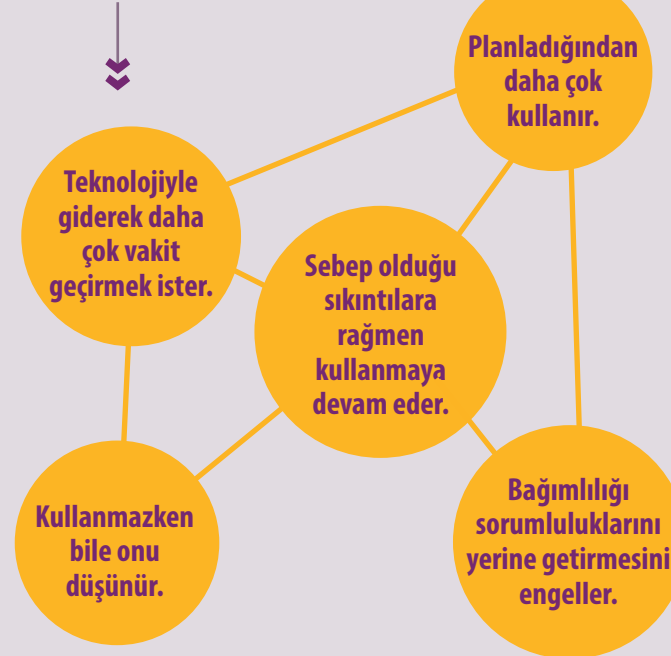 Planladığından
daha çok
kullanır.
Teknolojiyle
giderek daha
çok vakit
geçirmek ister.
Sebep olduğu
sıkıntılara
rağmen
kullanmaya
devam eder.
Kullanmazken
bile onu
düşünür.
Bağımlılığı
sorumluluklarını
yerine getirmesini
engeller.